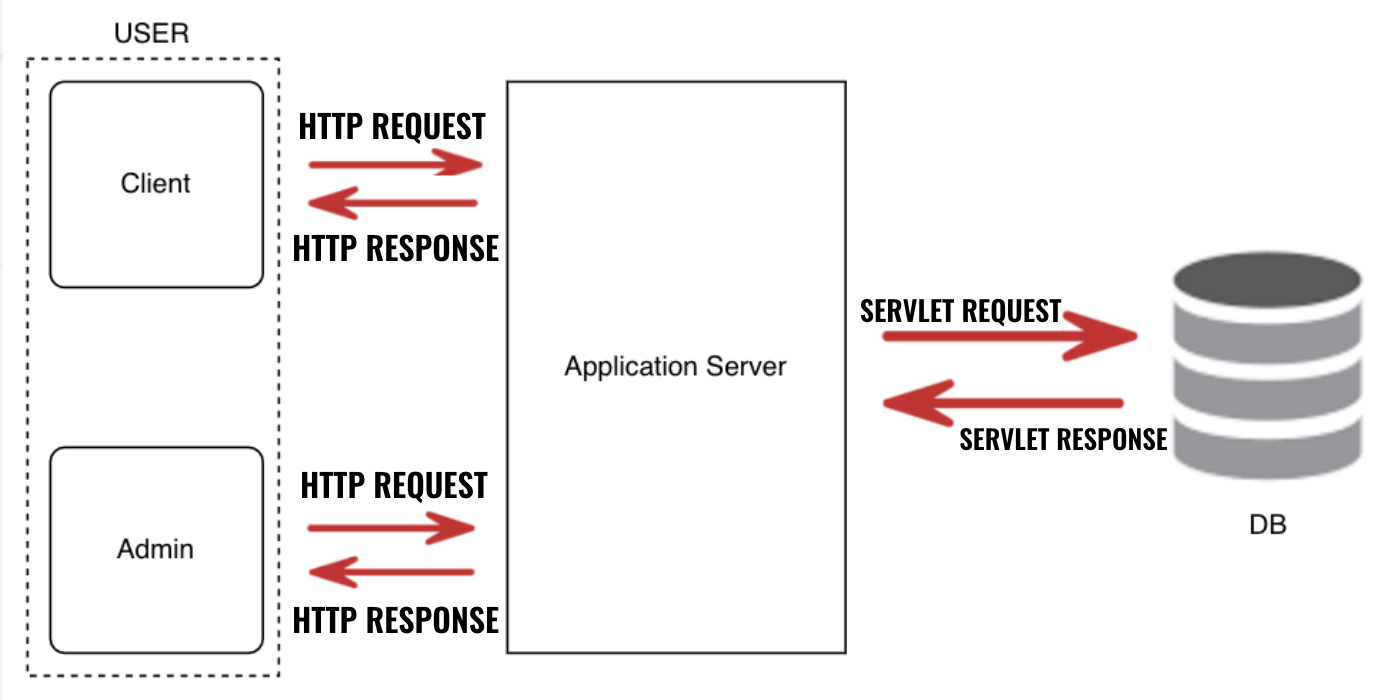 USER
Client
HTTP REQUEST
HTTP RESPONSE
Application Server
SERVLET REQUEST
SERVLET RESPONSE
DB
Admin
HTTP REQUEST
HTTP RESPONSE